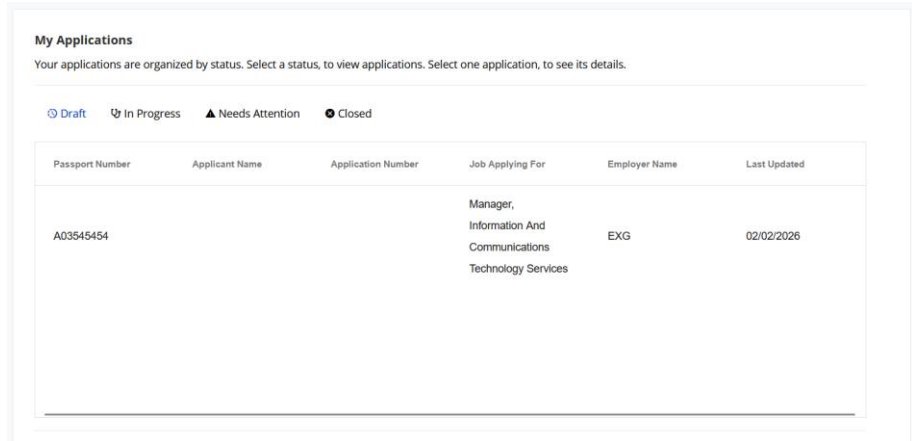 My Applications
Your applications are organized by status. Select a status, to view applications. Select one application, to see its details.
Draft In Progress Needs Attention Closed
Passport Number Applicant Name Application Number Job Applying For Employer Name Last Updated
Manager,
Information And
A03545454 EXG 02/02/2026
Communications
Technology Services